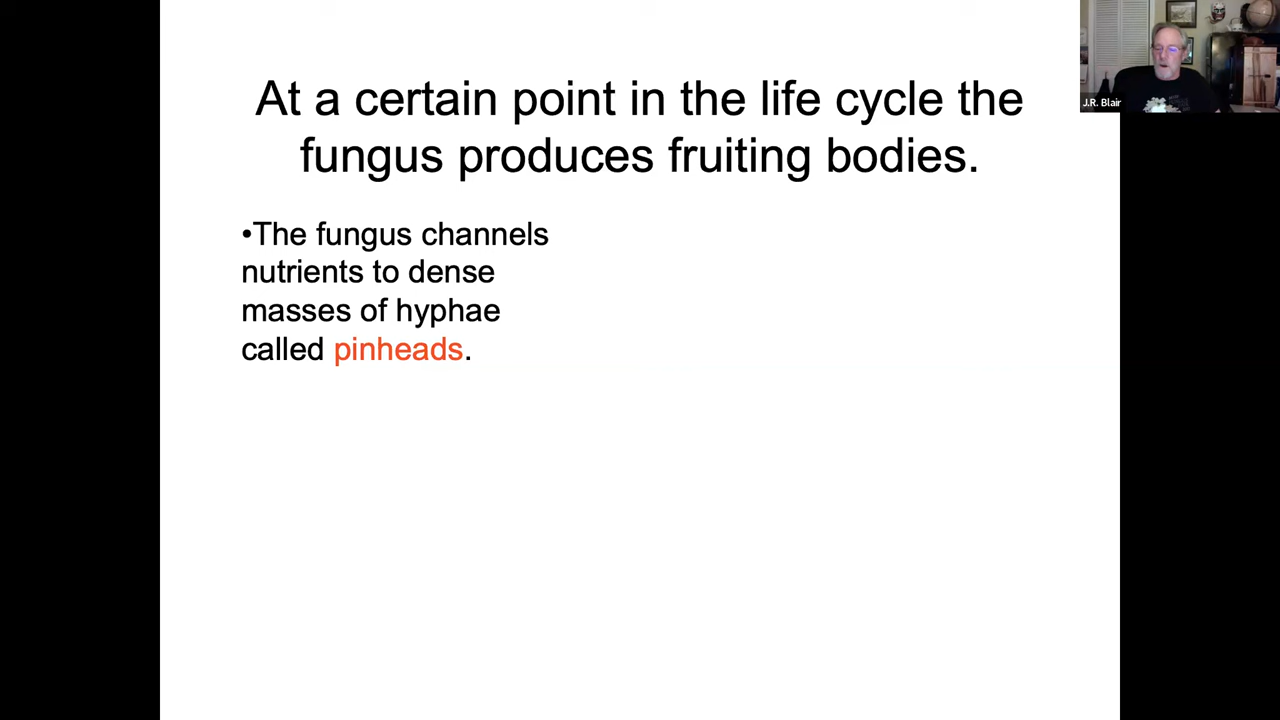 At a certain point in the life cycle the
fungus produces fruiting bodies.
•The fungus channels
nutrients to dense
masses of hyphae
called pinheads.
J.R. Blair